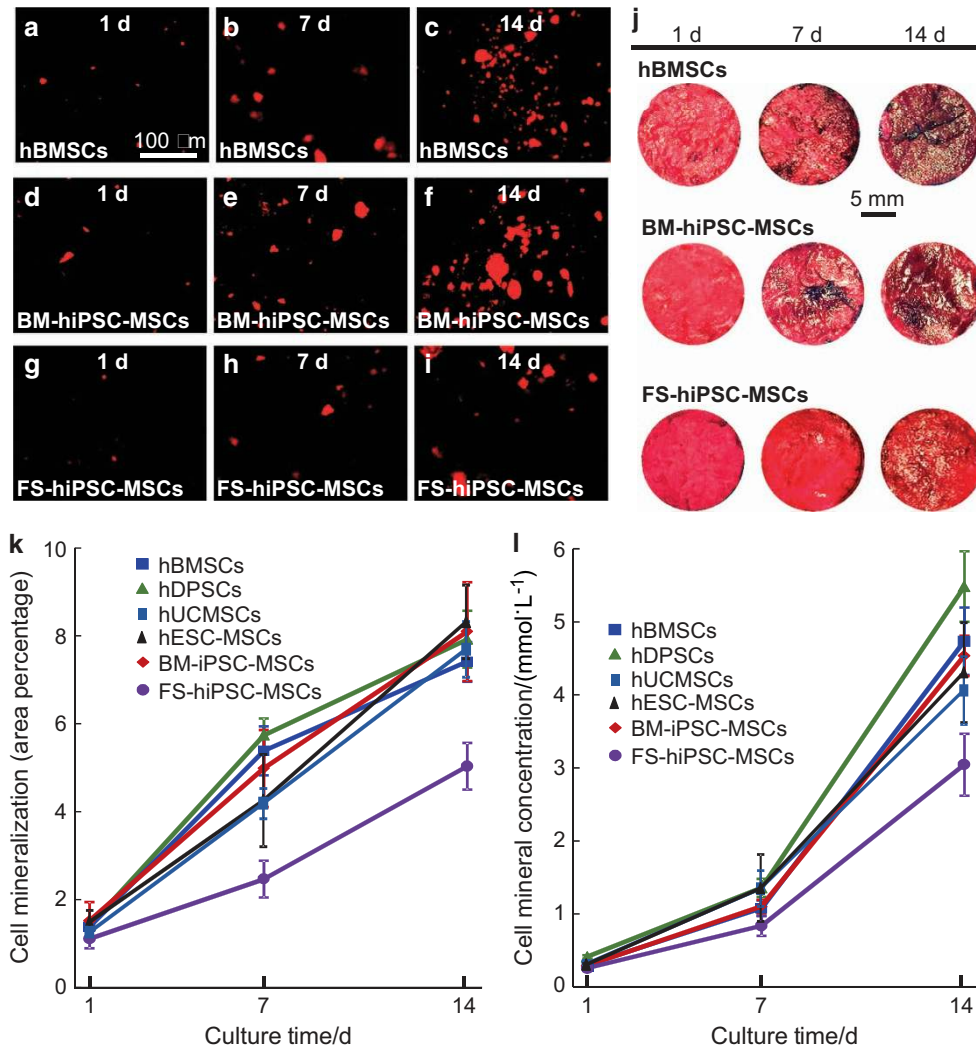 a 1 d
b 7 d
c 14 d
hBMSCs
100 □m
hBMSCs
hBMSCs
d 1 d
e 7 d
f 14 d
BM-hiPSC-MSCs
BM-hiPSC-MSCs
BM-hiPSC-MSCs
g 1 d
h 7 d
i 14 d
FS-hiPSC-MSCs
FS-hiPSC-MSCs
FS-hiPSC-MSCs
j
1 d 7 d 14 d
hBMSCs
5 mm
BM-hiPSC-MSCs
FS-hiPSC-MSCs
k
Cell mineralization (area percentage)
10
8
6
4
2
0
hBMSCs
hDPSCs
hUCMSCs
hESC-MSCs
BM-iPSC-MSCs
FS-hiPSC-MSCs
1 7 14
Culture time/d
l
Cell mineral concentration/(mmol·L⁻¹)
6
5
4
3
2
1
0
hBMSCs
hDPSCs
hUCMSCs
hESC-MSCs
BM-iPSC-MSCs
FS-hiPSC-MSCs
1 7 14
Culture time/d